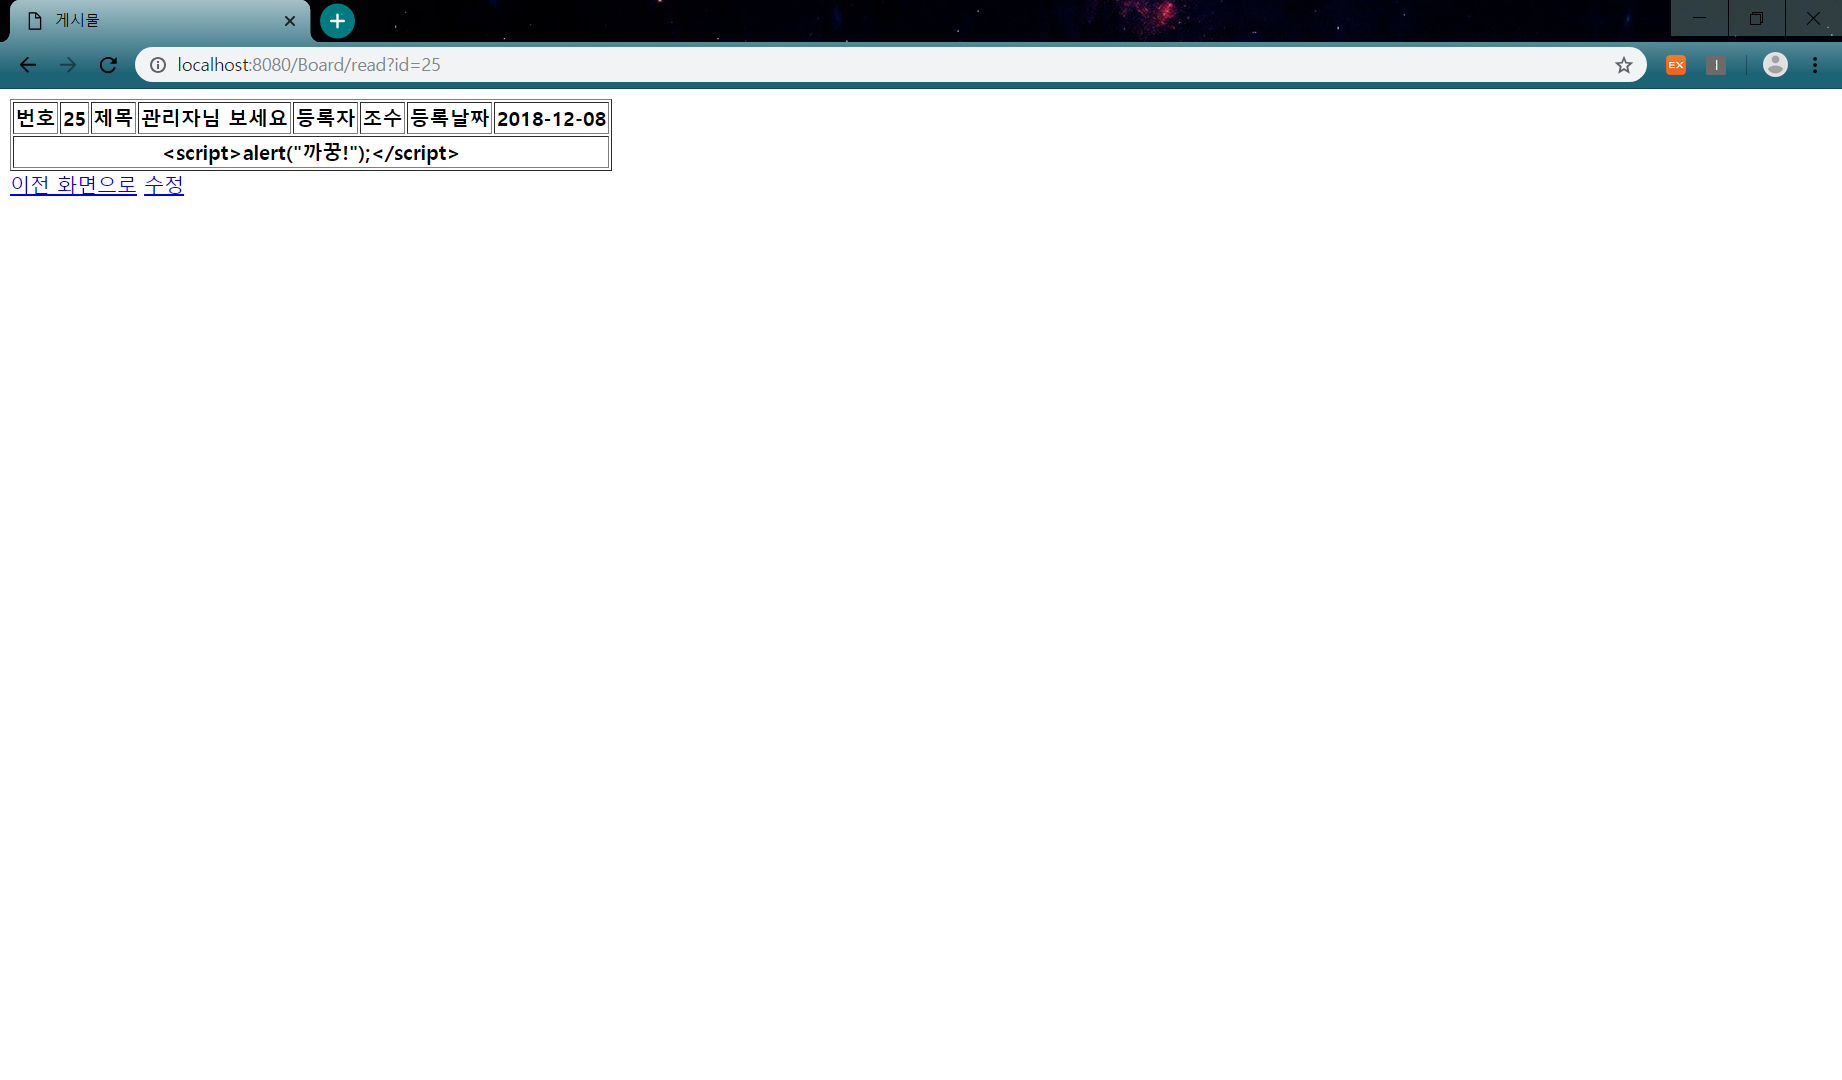 게시물
localhost:8080/Board/read?id=25
EX
I
번호 25 제목 관리자님 보세요 등록자 조수 등록날짜 2018-12-08
<script>alert("까꿍!");</script>
이전 화면으로 수정